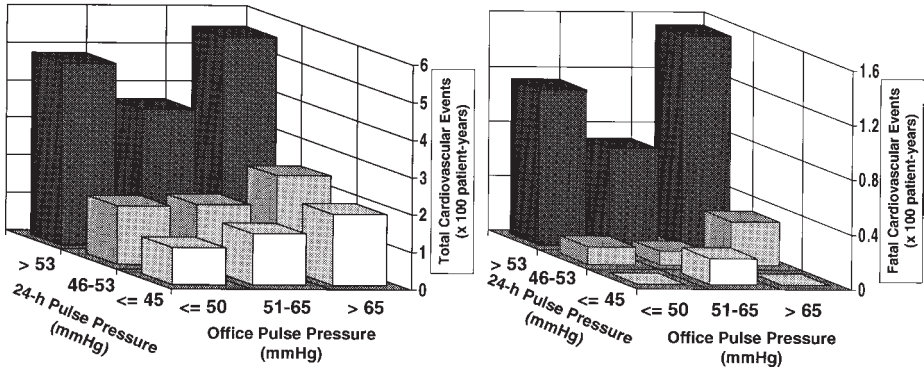 6
5
4
3
2
1
0
Total Cardiovascular Events
(x 100 patient-years)
> 53
46-53
<= 45
24-h Pulse Pressure
(mmHg)
<= 50
51-65
> 65
Office Pulse Pressure
(mmHg)
1.6
1.2
0.8
0.4
0
Fatal Cardiovascular Events
(x 100 patient-years)
> 53
46-53
<= 45
24-h Pulse Pressure
(mmHg)
<= 50
51-65
> 65
Office Pulse Pressure
(mmHg)